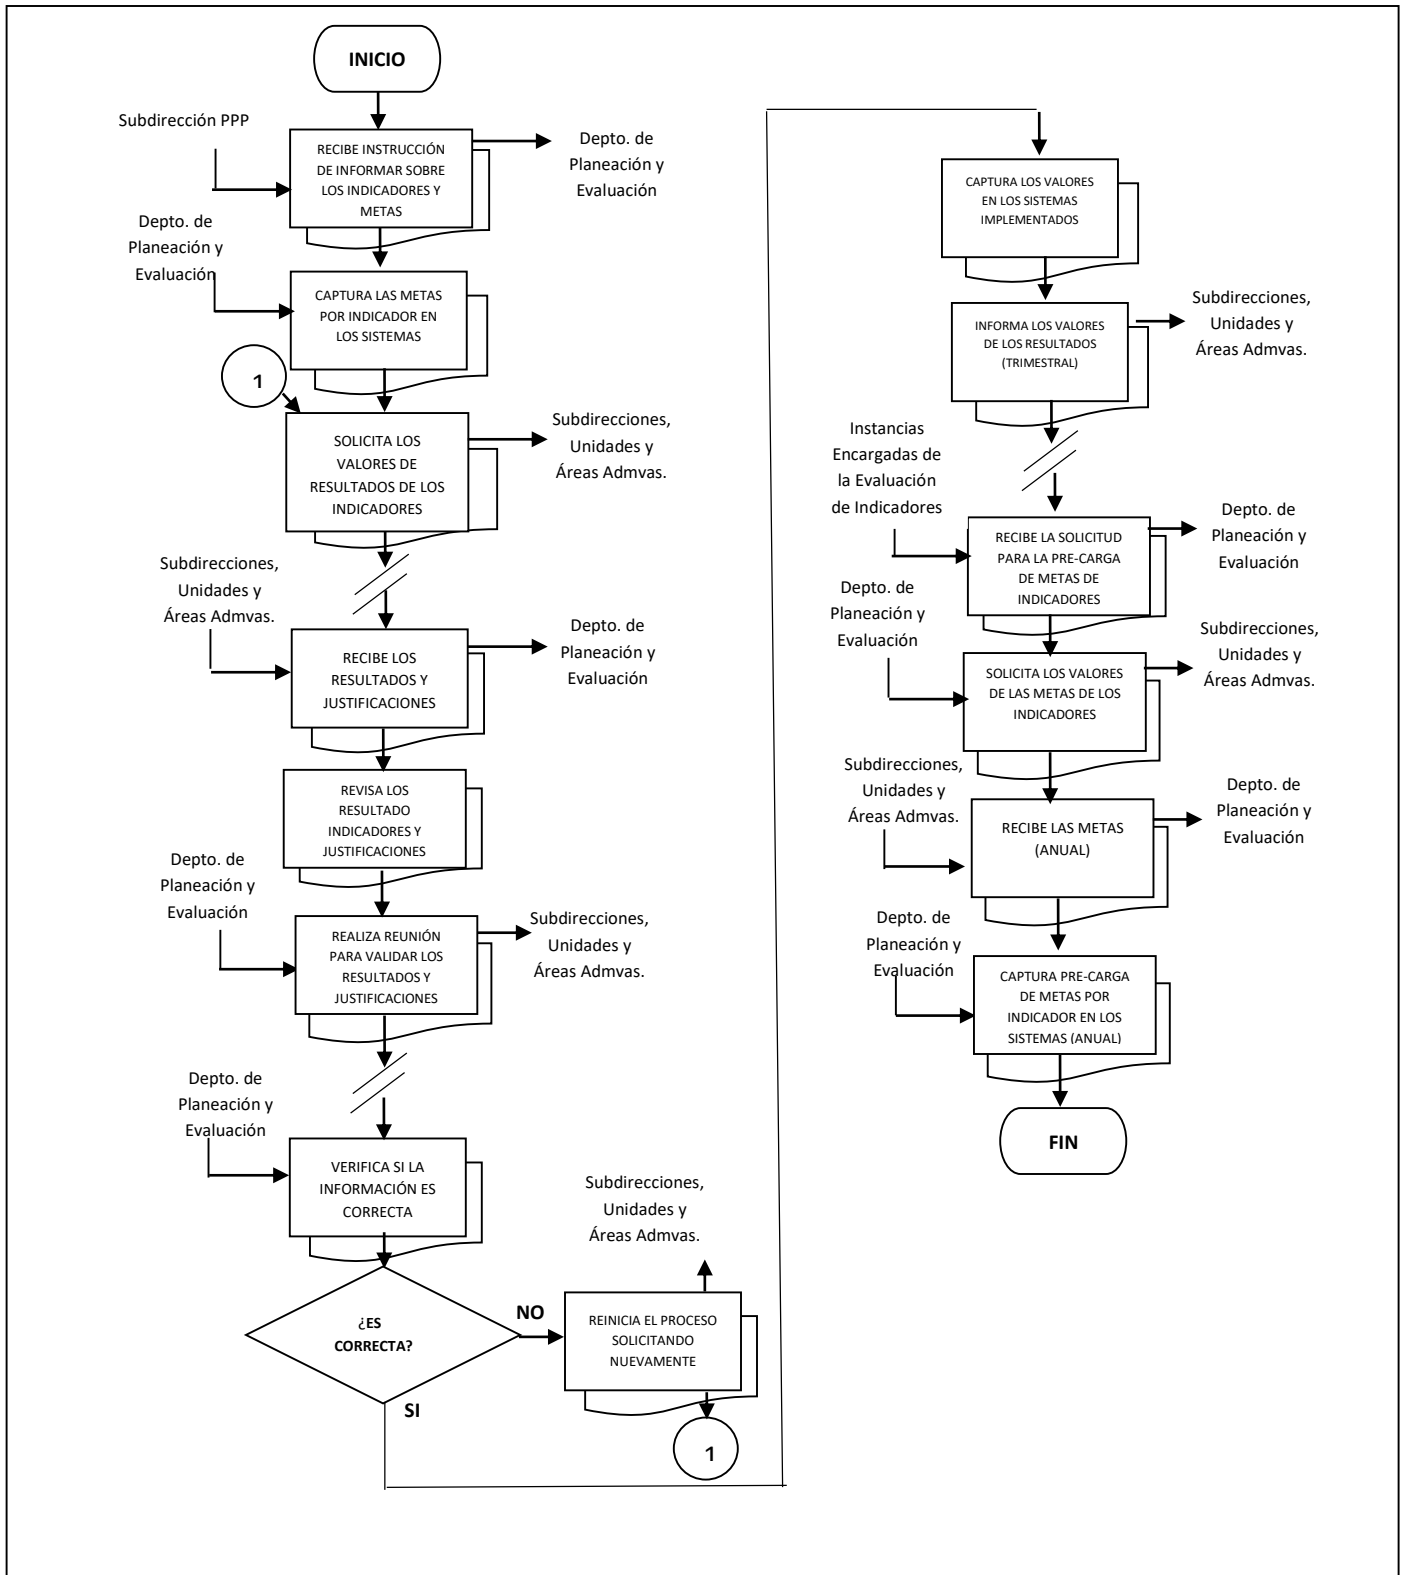 INICIO
Subdirección PPP
RECIBE INSTRUCCIÓN
DE INFORMAR SOBRE
LOS INDICADORES Y
METAS
Depto. de
Planeación y
Evaluación
Depto. de
Planeación y
Evaluación
CAPTURA LAS METAS
POR INDICADOR EN
LOS SISTEMAS
1
SOLICITA LOS
VALORES DE
RESULTADOS DE LOS
INDICADORES
Subdirecciones,
Unidades y
Áreas Admvas.
Subdirecciones,
Unidades y
Áreas Admvas.
RECIBE LOS
RESULTADOS Y
JUSTIFICACIONES
Depto. de
Planeación y
Evaluación
REVISA LOS
RESULTADO
INDICADORES Y
JUSTIFICACIONES
Depto. de
Planeación y
Evaluación
REALIZA REUNIÓN
PARA VALIDAR LOS
RESULTADOS Y
JUSTIFICACIONES
Subdirecciones,
Unidades y
Áreas Admvas.
Depto. de
Planeación y
Evaluación
VERIFICA SI LA
INFORMACIÓN ES
CORRECTA
¿ES
CORRECTA?
NO
SI
Subdirecciones,
Unidades y
Áreas Admvas.
REINICIA EL PROCESO
SOLICITANDO
NUEVAMENTE
1
CAPTURA LOS VALORES
EN LOS SISTEMAS
IMPLEMENTADOS
INFORMA LOS VALORES
DE LOS RESULTADOS
(TRIMESTRAL)
Subdirecciones,
Unidades y
Áreas Admvas.
Instancias
Encargadas de
la Evaluación
de Indicadores
RECIBE LA SOLICITUD
PARA LA PRE-CARGA
DE METAS DE
INDICADORES
Depto. de
Planeación y
Evaluación
Depto. de
Planeación y
Evaluación
SOLICITA LOS VALORES
DE LAS METAS DE LOS
INDICADORES
Subdirecciones,
Unidades y
Áreas Admvas.
Subdirecciones,
Unidades y
Áreas Admvas.
RECIBE LAS METAS
(ANUAL)
Depto. de
Planeación y
Evaluación
Depto. de
Planeación y
Evaluación
CAPTURA PRE-CARGA
DE METAS POR
INDICADOR EN LOS
SISTEMAS (ANUAL)
FIN